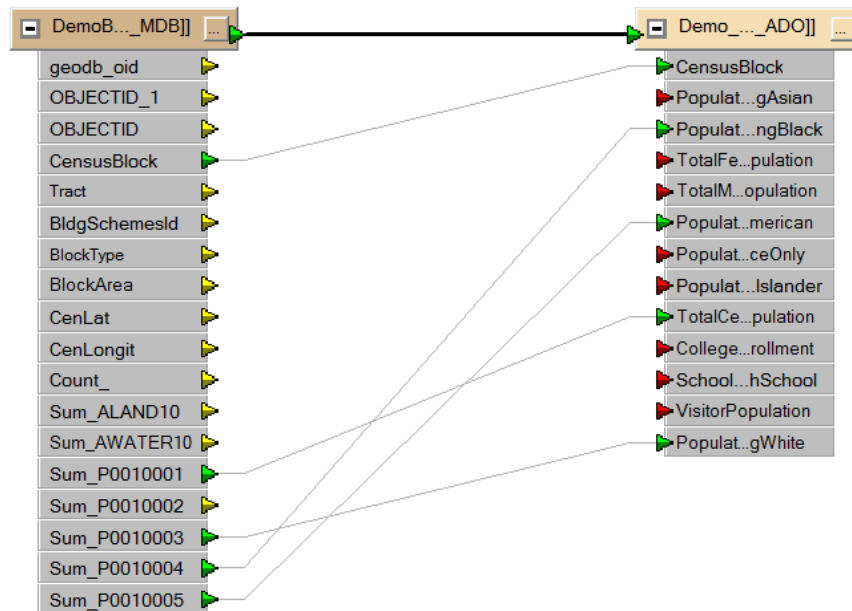 DemoB..._MDB]] ...
geodb_oid
OBJECTID_1
OBJECTID
CensusBlock
Tract
BldgSchemesId
BlockType
BlockArea
CenLat
CenLongit
Count_
Sum_ALAND10
Sum_AWATER10
Sum_P0010001
Sum_P0010002
Sum_P0010003
Sum_P0010004
Sum_P0010005
Demo_..._ADO]] ...
CensusBlock
Populat...gAsian
Populat...ngBlack
TotalFe...pulation
TotalM...opulation
Populat...merican
Populat...ceOnly
Populat...Islander
TotalCe...pulation
College...rollment
School...hSchool
VisitorPopulation
Populat...gWhite